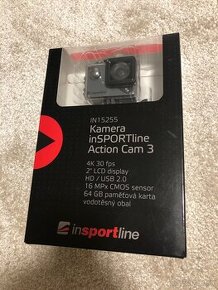 IN15255
Kamera
inSPORTline
Action Cam 3
4K 30 fps
2" LCD display
HD / USB 2.0
16 MPx CMOS sensor
64 GB paměťová karta
vodotěsný obal
insportline